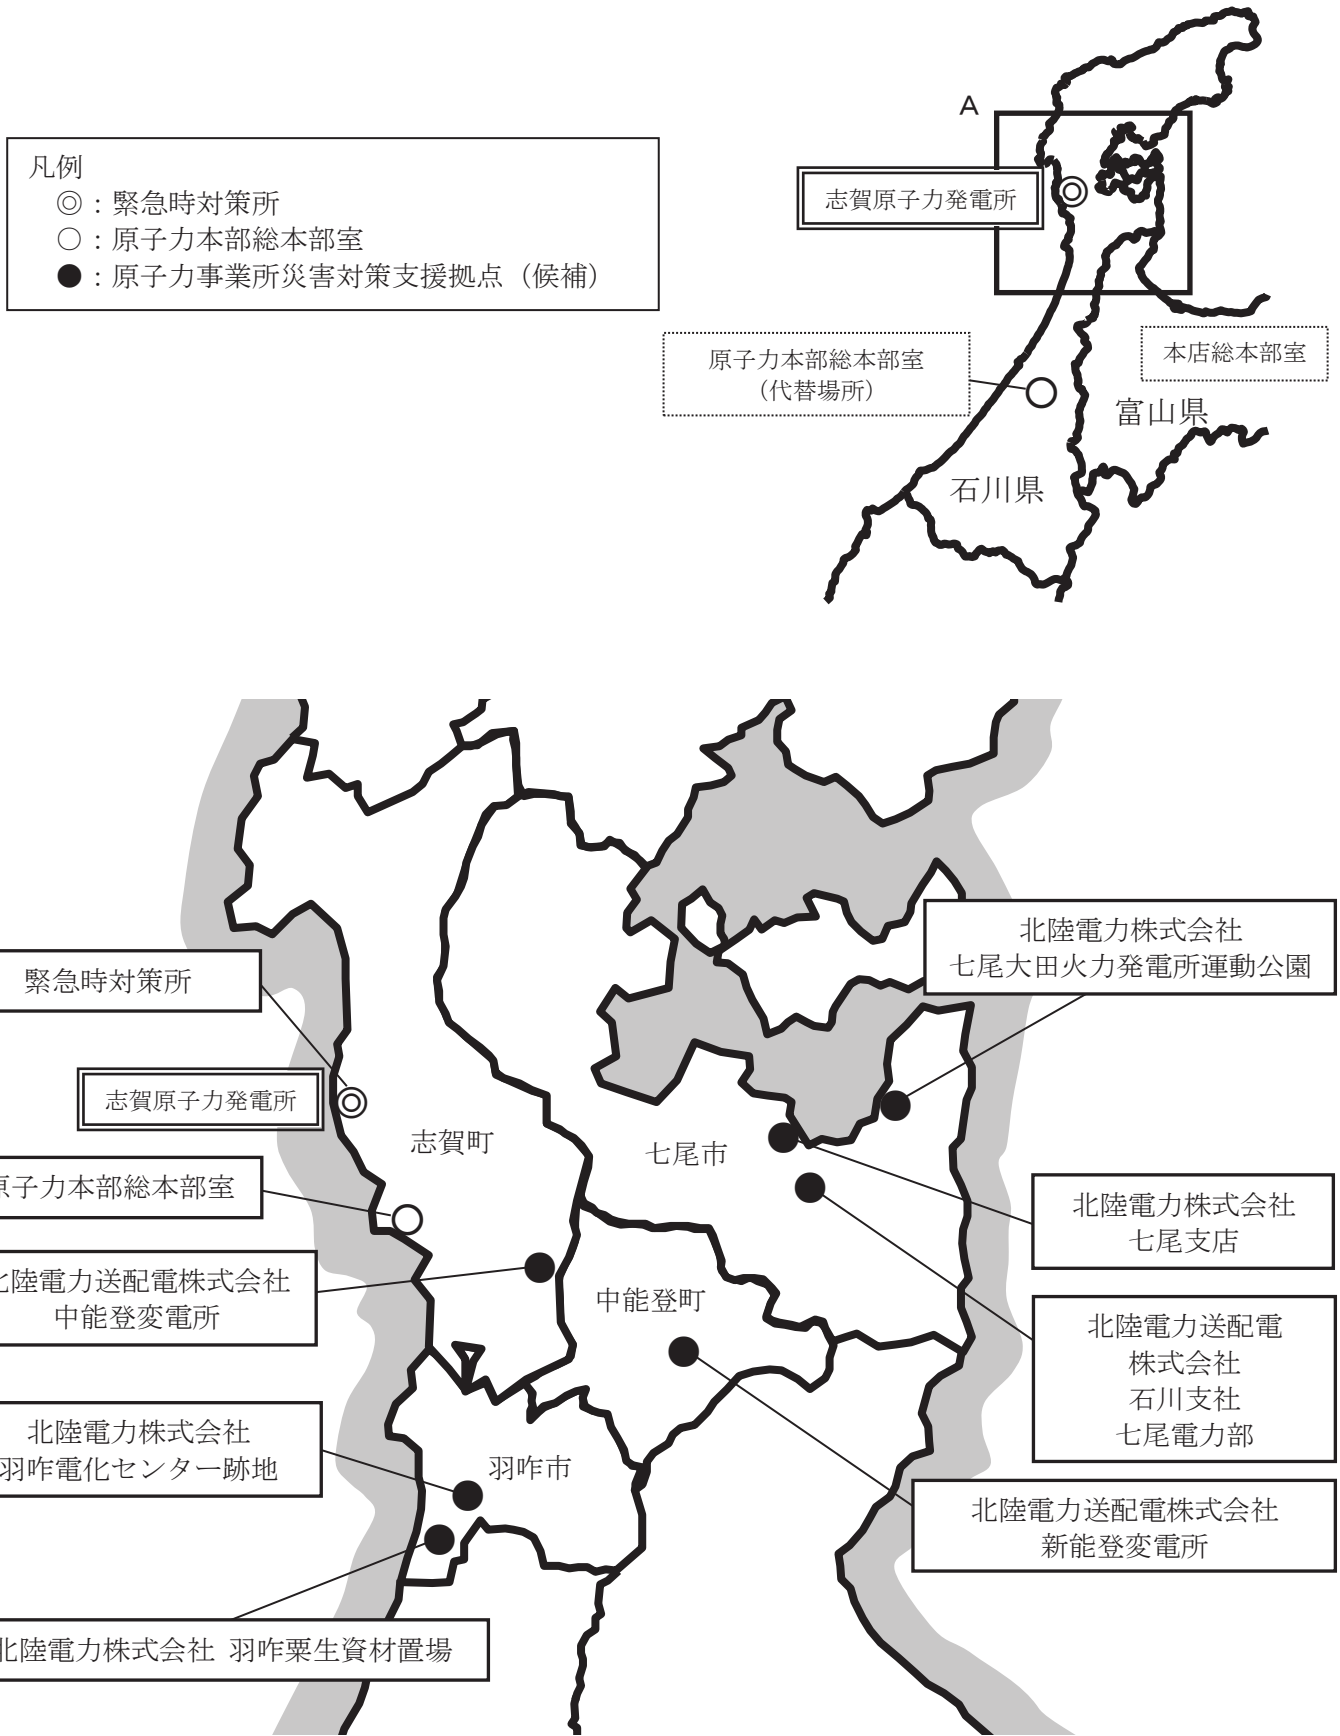 A
凡例
◎：緊急時対策所
○：原子力本部総本部室
●：原子力事業所災害対策支援拠点（候補）
志賀原子力発電所
原子力本部総本部室
（代替場所）
本店総本部室
富山県
石川県
北陸電力株式会社
七尾大田火力発電所運動公園
緊急時対策所
志賀原子力発電所
志賀町
七尾市
原子力本部総本部室
北陸電力株式会社
七尾支店
北陸電力送配電株式会社
中能登変電所
中能登町
北陸電力送配電
株式会社
石川支社
七尾電力部
北陸電力株式会社
羽咋電化センター跡地
羽咋市
北陸電力送配電株式会社
新能登変電所
北陸電力株式会社 羽咋粟生資材置場